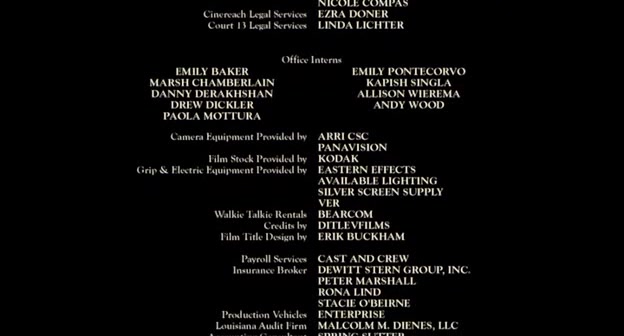 NICOLE COMPAS
Cinereach Legal Services EZRA DONER
Court 13 Legal Services LINDA LICHTER
Office Interns
EMILY BAKER EMILY PONTECORVO
MARSH CHAMBERLAIN KAPISH SINGLA
DANNY DERAKHSHAN ALLISON WIEREMA
DREW DICKLER ANDY WOOD
PAOLA MOTTURA
Camera Equipment Provided by ARRI CSC
PANAVISION
Film Stock Provided by KODAK
Grip & Electric Equipment Provided by EASTERN EFFECTS
AVAILABLE LIGHTING
SILVER SCREEN SUPPLY
VER
Walkie Talkie Rentals BEARCOM
Credits by DITLEVFILMS
Film Title Design by ERIK BUCKHAM
Payroll Services CAST AND CREW
Insurance Broker DEWITT STERN GROUP, INC.
PETER MARSHALL
RONA LIND
STACIE O'BEIRNE
Production Vehicles ENTERPRISE
Louisiana Audit Firm MALCOLM M. DIENES, LLC